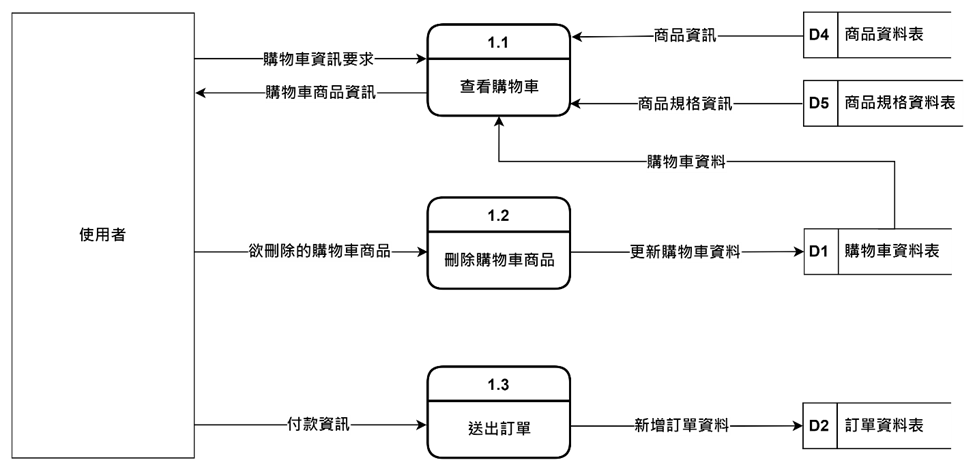 1.1
D4 商品資料表
商品資訊
購物車資訊要求
查看購物車
購物車商品資訊
商品規格資訊
D5 商品規格資料表
購物車資料
1.2
使用者
欲刪除的購物車商品
刪除購物車商品
更新購物車資料
D1 購物車資料表
1.3
付款資訊
送出訂單
新增訂單資料
D2 訂單資料表